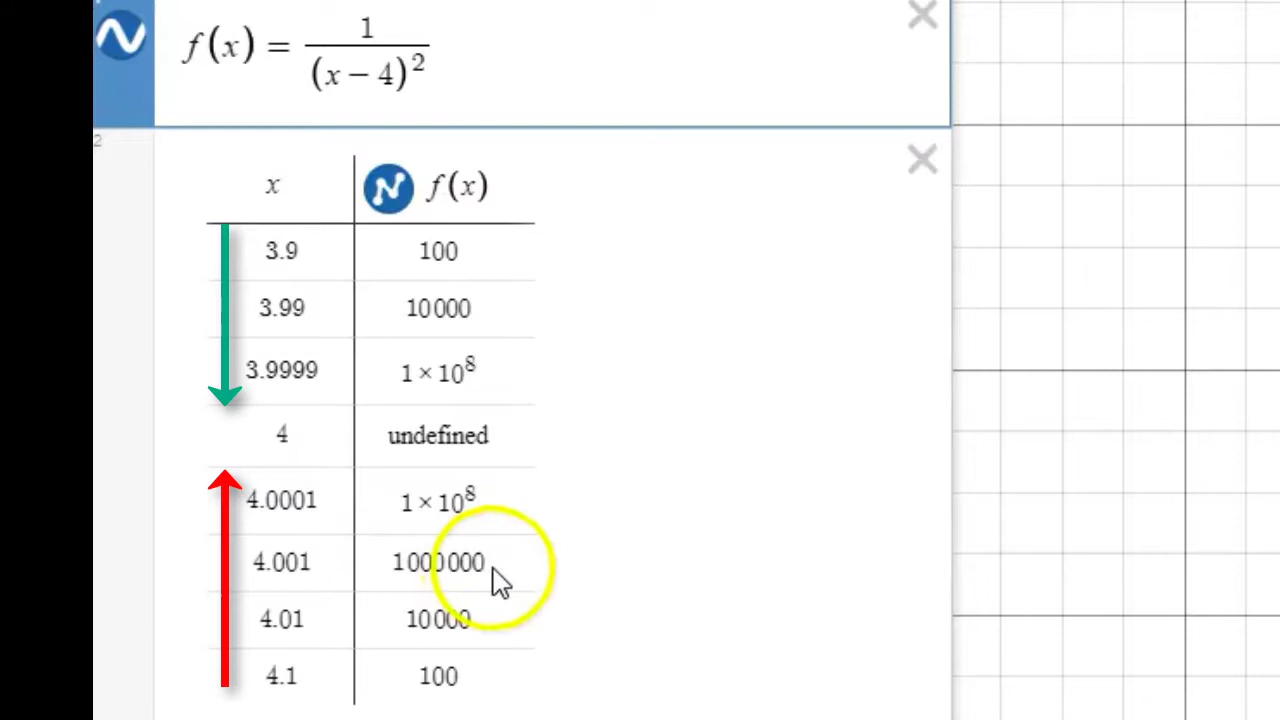 f(x) = 1/(x − 4)²
2
x f(x)
3.9 100
3.99 10000
3.9999 1 × 10⁸
4 undefined
4.0001 1 × 10⁸
4.001 1000000
4.01 10000
4.1 100